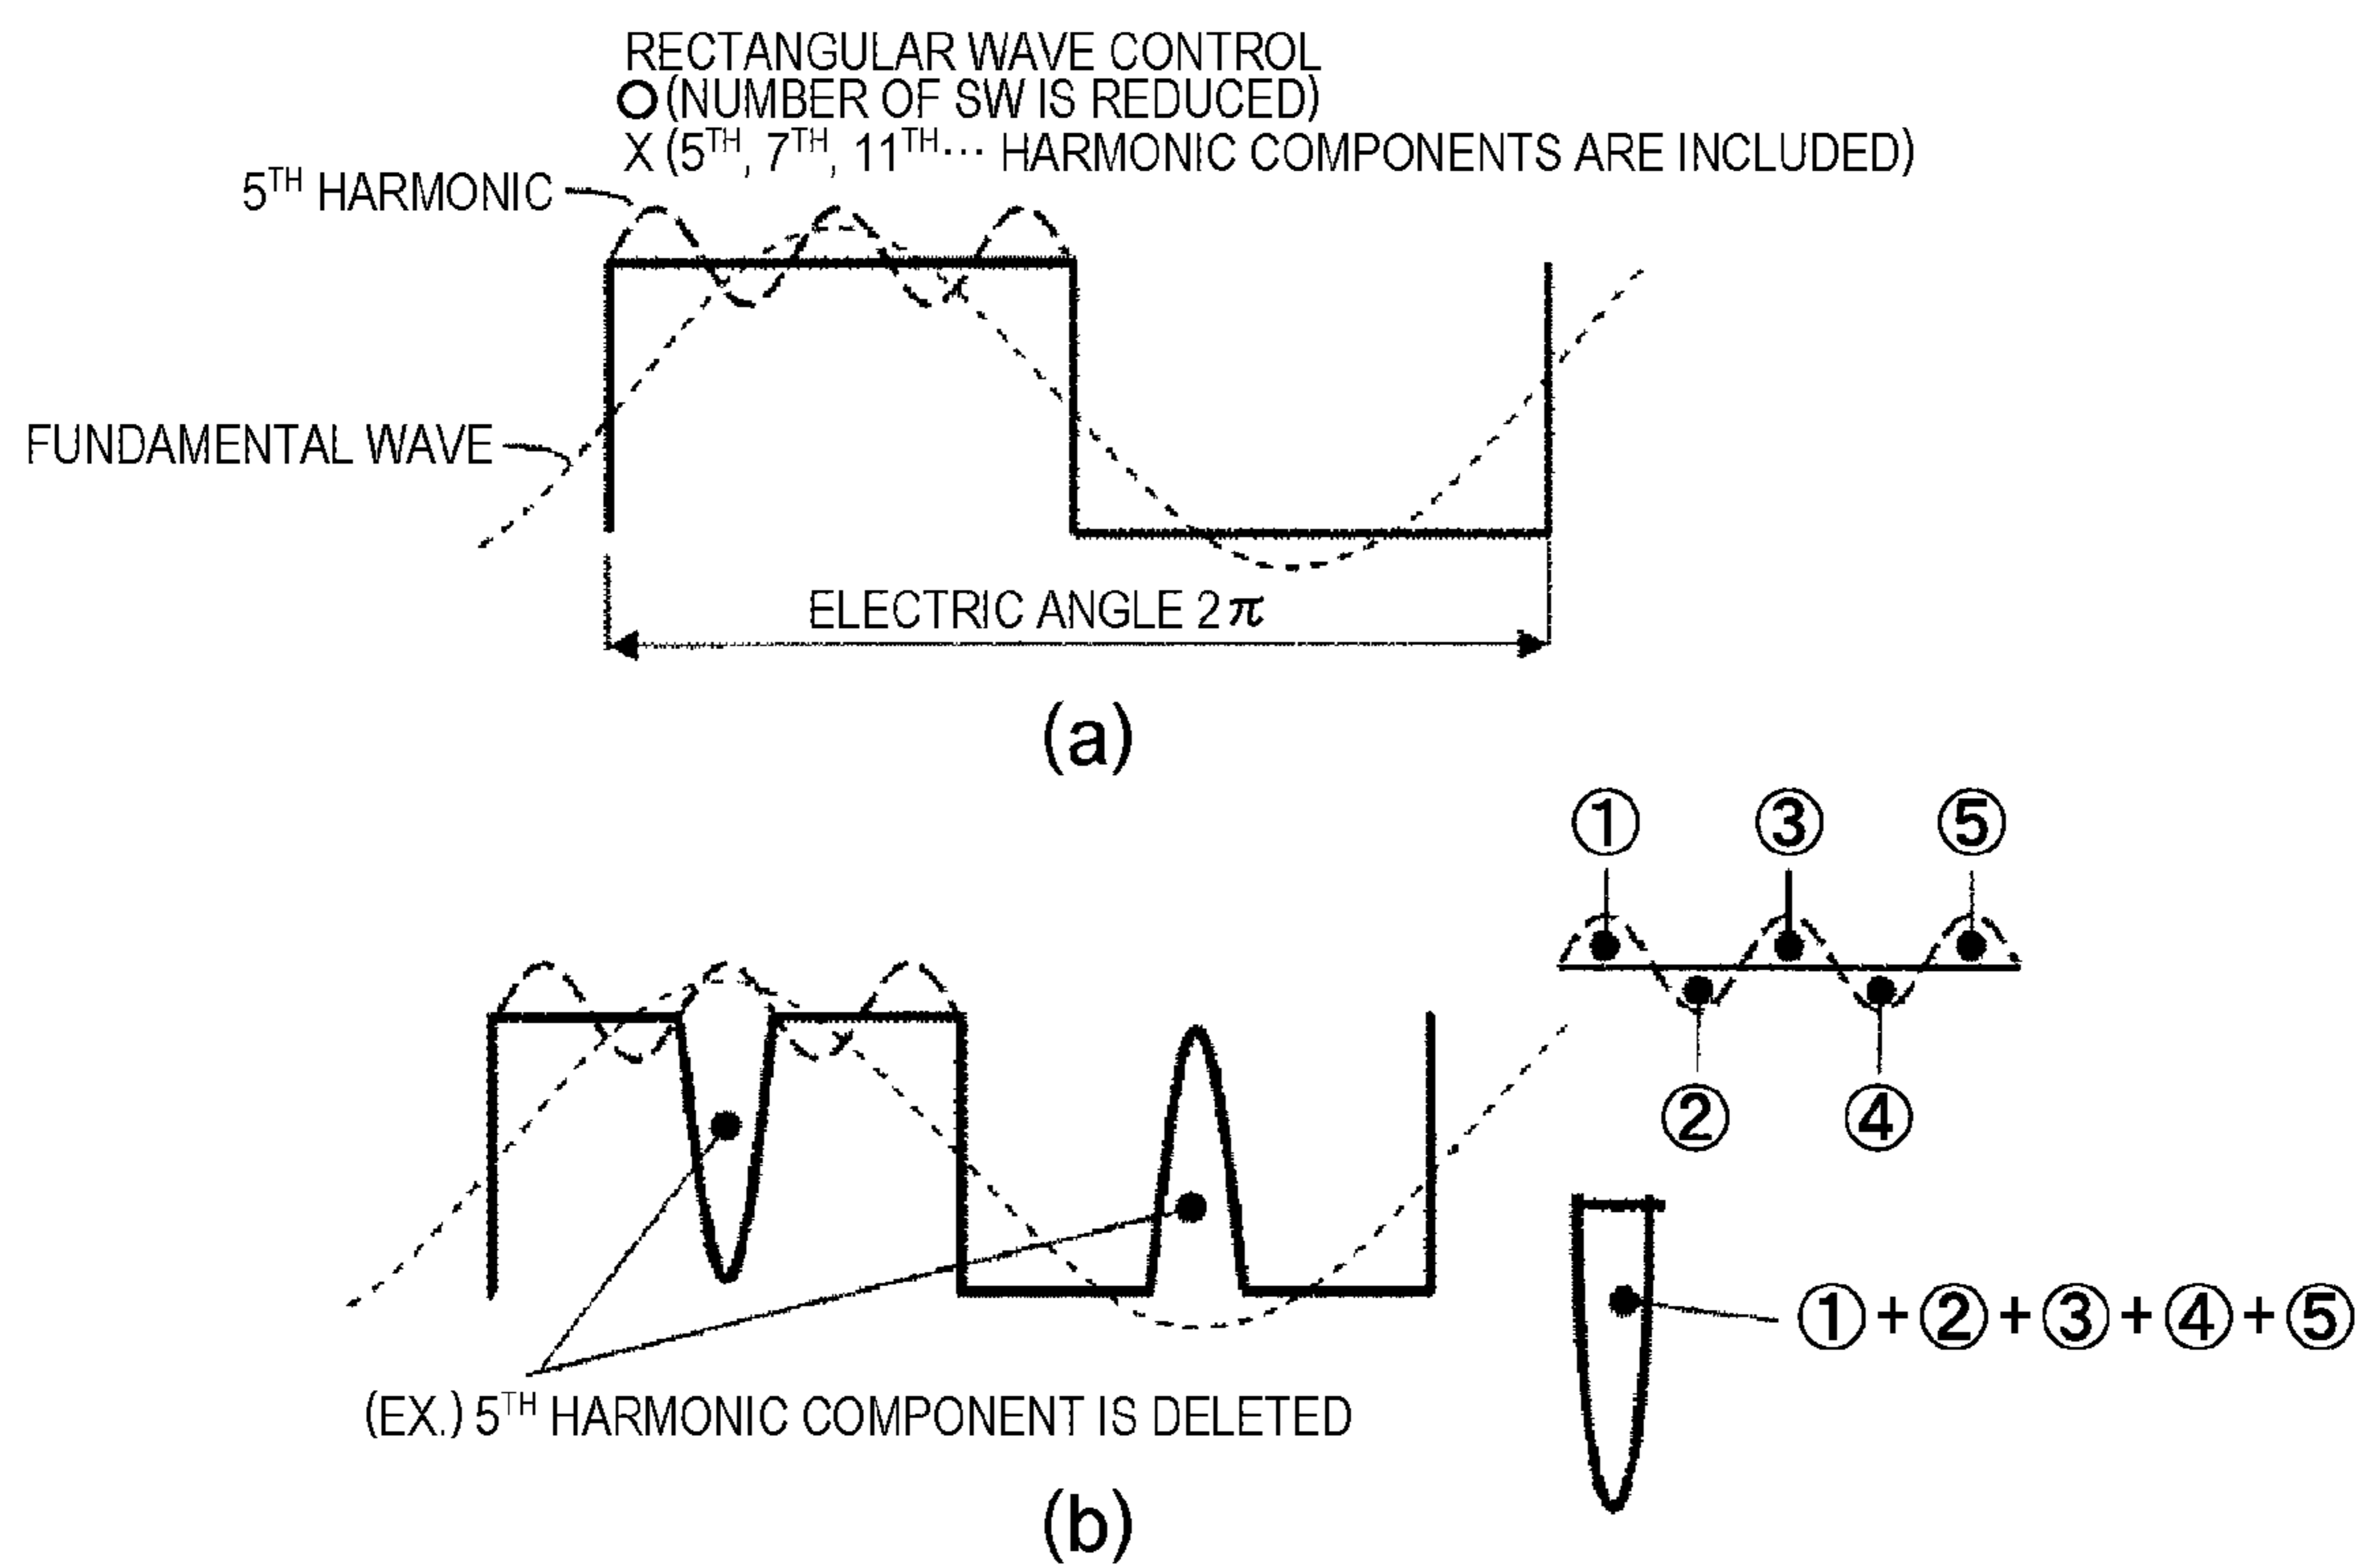 RECTANGULAR WAVE CONTROL
○ (NUMBER OF SW IS REDUCED)
X (5TH, 7TH, 11TH··· HARMONIC COMPONENTS ARE INCLUDED)
5TH HARMONIC
FUNDAMENTAL WAVE
ELECTRIC ANGLE 2π
(a)
① ③ ⑤
② ④
①+②+③+④+⑤
(EX.) 5TH HARMONIC COMPONENT IS DELETED
(b)